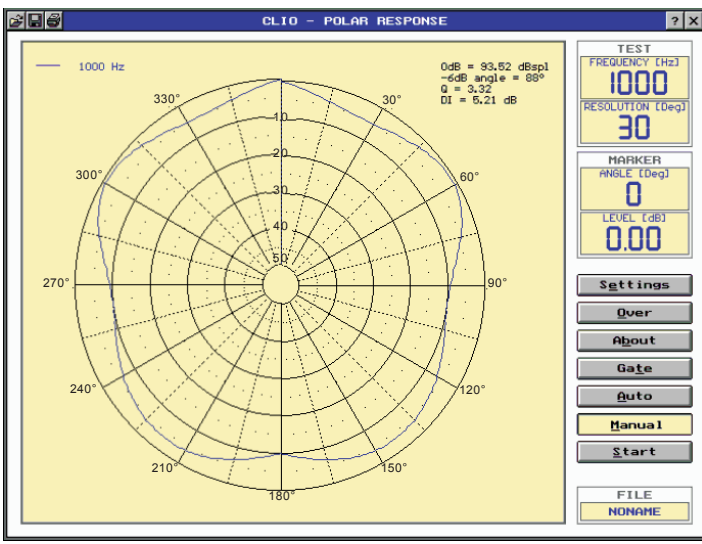 CLIO - POLAR RESPONSE
? X
1000 Hz
0dB = 93.52 dBspl
-6dB angle = 88°
Q = 3.32
DI = 5.21 dB
330°
30°
10
300°
20
60°
30
40
50
270°
90°
240°
120°
210°
150°
180°
TEST
FREQUENCY [Hz]
1000
RESOLUTION [Deg]
30
MARKER
ANGLE [Deg]
0
LEVEL [dB]
0.00
Settings
Over
About
Gate
Auto
Manual
Start
FILE
NONAME